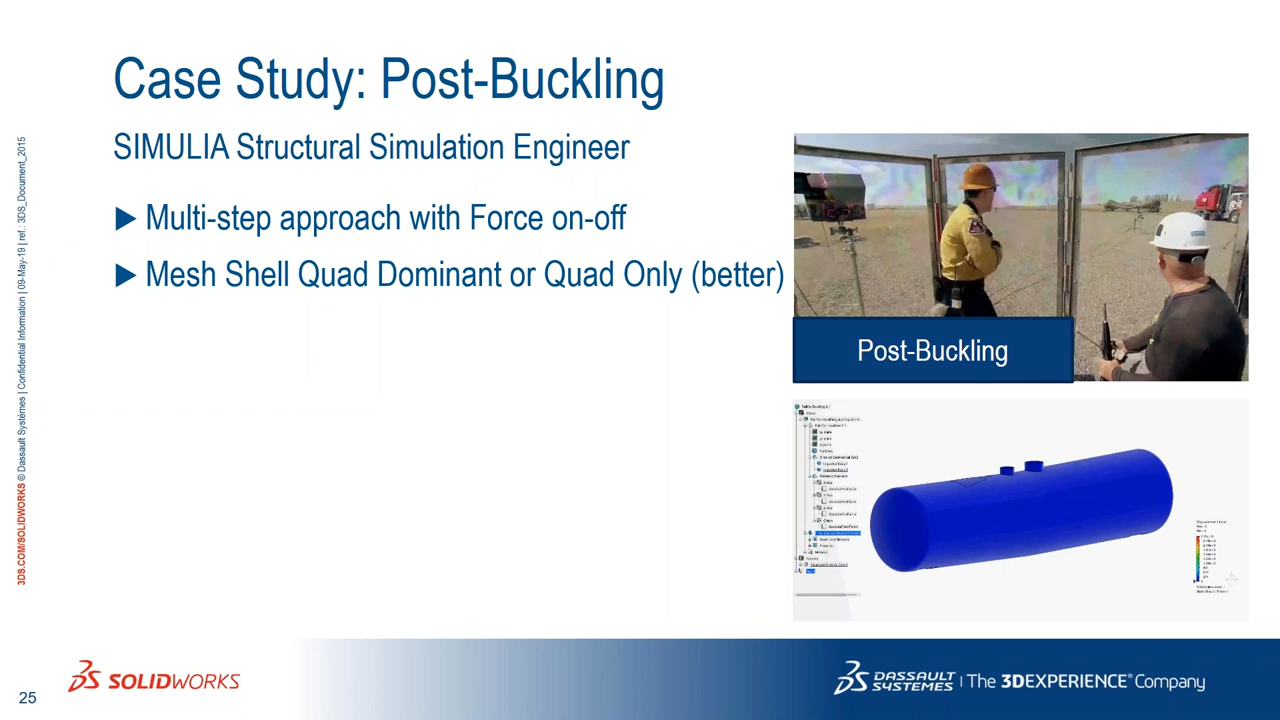 Case Study: Post-Buckling
SIMULIA Structural Simulation Engineer
Multi-step approach with Force on-off
Mesh Shell Quad Dominant or Quad Only (better)
Post-Buckling
3DS.COM/SOLIDWORKS © Dassault Systèmes | Confidential Information | 09-May-19 | ref.: 3DS_Document_2015
25
SOLIDWORKS
DASSAULT SYSTEMES | The 3DEXPERIENCE® Company